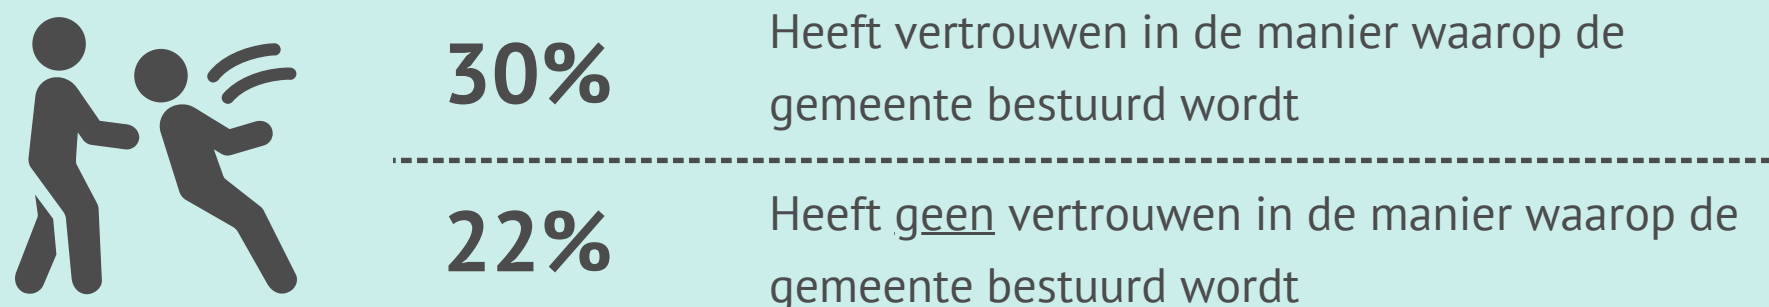 30%
Heeft vertrouwen in de manier waarop de
gemeente bestuurd wordt
22%
Heeft geen vertrouwen in de manier waarop de
gemeente bestuurd wordt